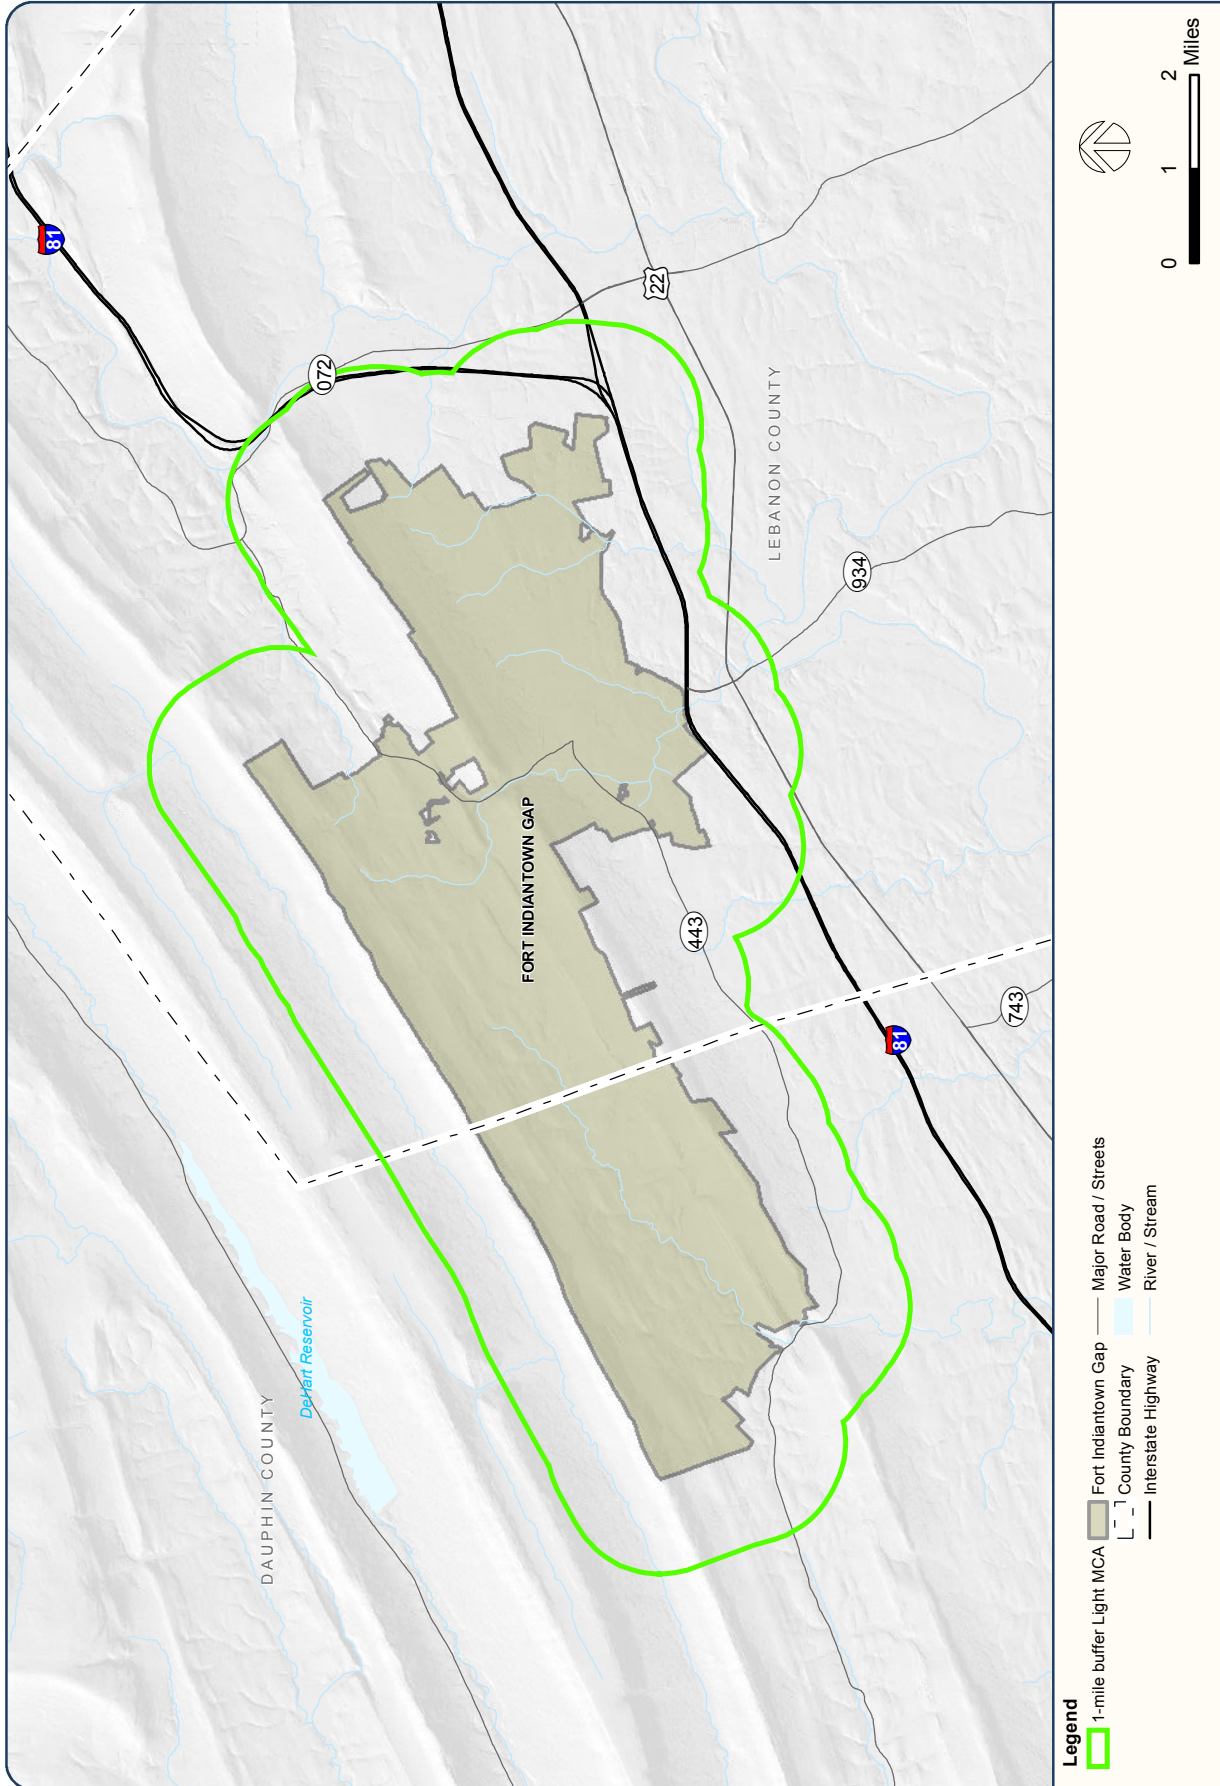 81
072
22
LEBANON COUNTY
934
FORT INDIANTOWN GAP
443
81
743
DeHart Reservoir
DAUPHIN COUNTY
Legend
1-mile buffer Light MCA
Fort Indiantown Gap
County Boundary
Interstate Highway
Major Road / Streets
Water Body
River / Stream
0 1 2
Miles